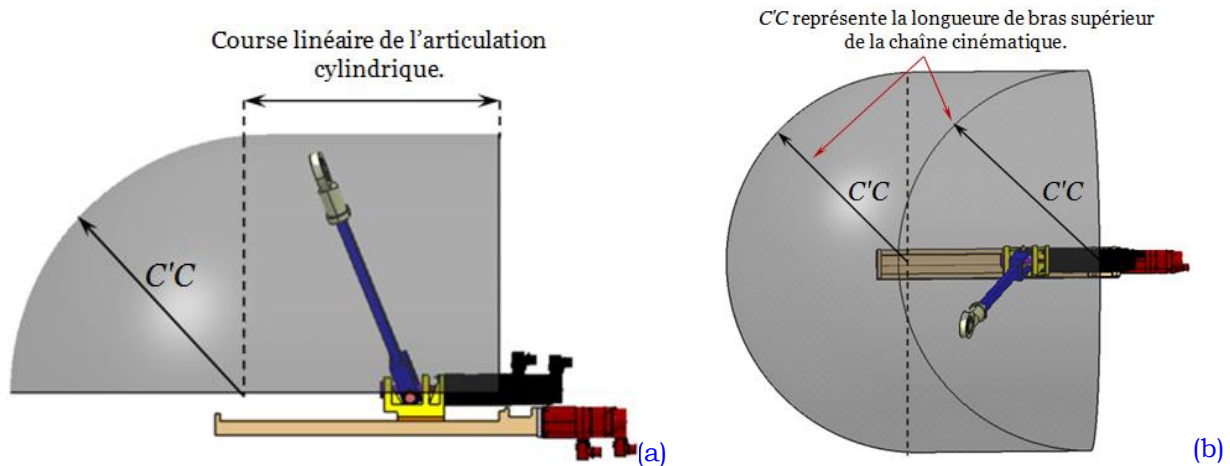 Course linéaire de l'articulation
cylindrique.
C'C
(a)
C'C représente la longueure de bras supérieur
de la chaîne cinématique.
C'C
C'C
(b)